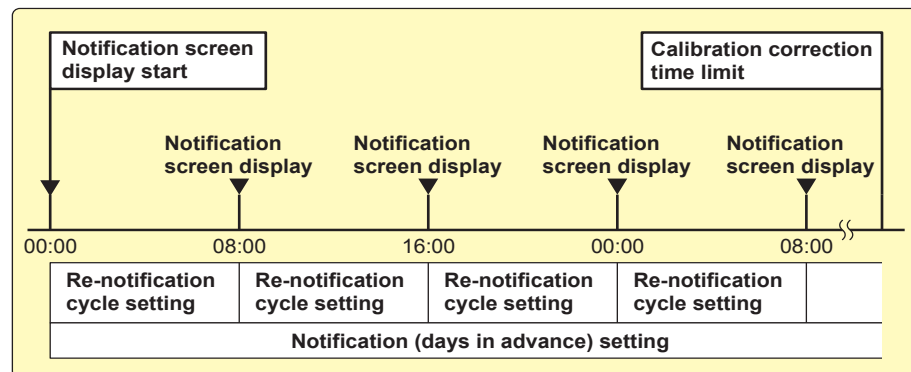 Notification screen
display start
Calibration correction
time limit
Notification
screen display
Notification
screen display
Notification
screen display
Notification
screen display
00:00
08:00
16:00
00:00
08:00
Re-notification
cycle setting
Re-notification
cycle setting
Re-notification
cycle setting
Re-notification
cycle setting
Notification (days in advance) setting